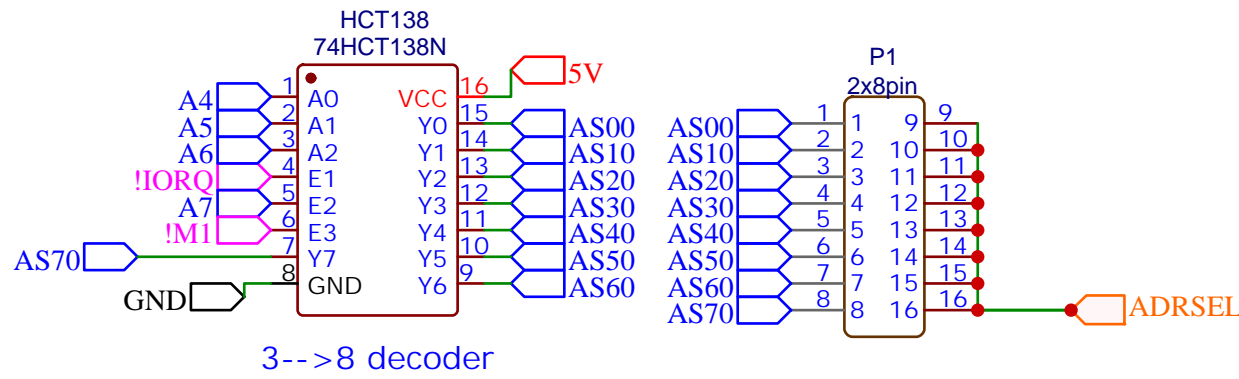 HCT138
74HCT138N
A4 1 A0 VCC 16 5V
A5 2 A1 Y0 15 AS00
A6 3 A2 Y1 14 AS10
!IORQ 4 E1 Y2 13 AS20
A7 5 E2 Y3 12 AS30
!M1 6 E3 Y4 11 AS40
AS70 7 Y7 Y5 10 AS50
GND 8 GND Y6 9 AS60
3-->8 decoder
P1
2x8pin
AS00 1 1 9 9
AS10 2 2 10 10
AS20 3 3 11 11
AS30 4 4 12 12
AS40 5 5 13 13
AS50 6 6 14 14
AS60 7 7 15 15
AS70 8 8 16 16 ADRSEL